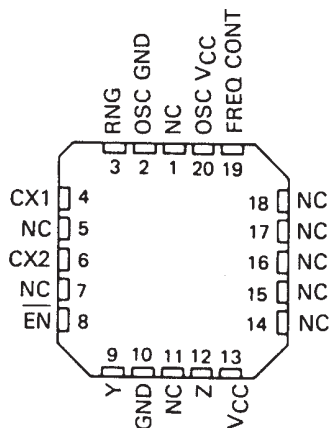 RNG
OSC GND
NC
OSC VCC
FREQ CONT
3 2 1 20 19
CX1 4
NC 5
CX2 6
NC 7
E̅N̅ 8
18 NC
17 NC
16 NC
15 NC
14 NC
9 10 11 12 13
Y
GND
NC
Z
VCC